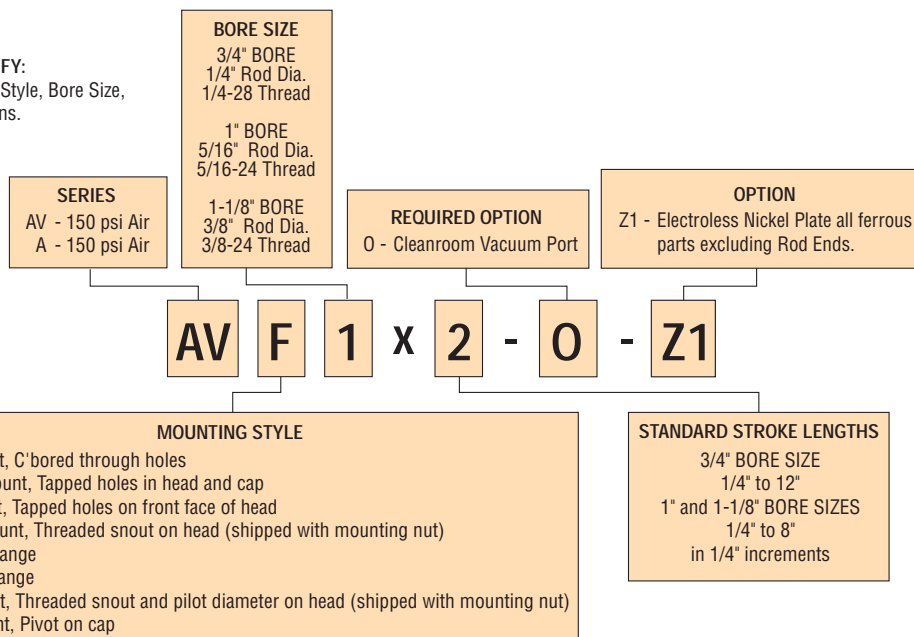 BORE SIZE
3/4" BORE
1/4" Rod Dia.
1/4-28 Thread
1" BORE
5/16" Rod Dia.
5/16-24 Thread
1-1/8" BORE
3/8" Rod Dia.
3/8-24 Thread
FY:
Style, Bore Size,
ns.
SERIES
AV - 150 psi Air
A - 150 psi Air
REQUIRED OPTION
O - Cleanroom Vacuum Port
OPTION
Z1 - Electroless Nickel Plate all ferrous
parts excluding Rod Ends.
AV F 1 x 2 - O - Z1
MOUNTING STYLE
t, C'bored through holes
ount, Tapped holes in head and cap
t, Tapped holes on front face of head
unt, Threaded snout on head (shipped with mounting nut)
ange
ange
t, Threaded snout and pilot diameter on head (shipped with mounting nut)
nt, Pivot on cap
STANDARD STROKE LENGTHS
3/4" BORE SIZE
1/4" to 12"
1" and 1-1/8" BORE SIZES
1/4" to 8"
in 1/4" increments